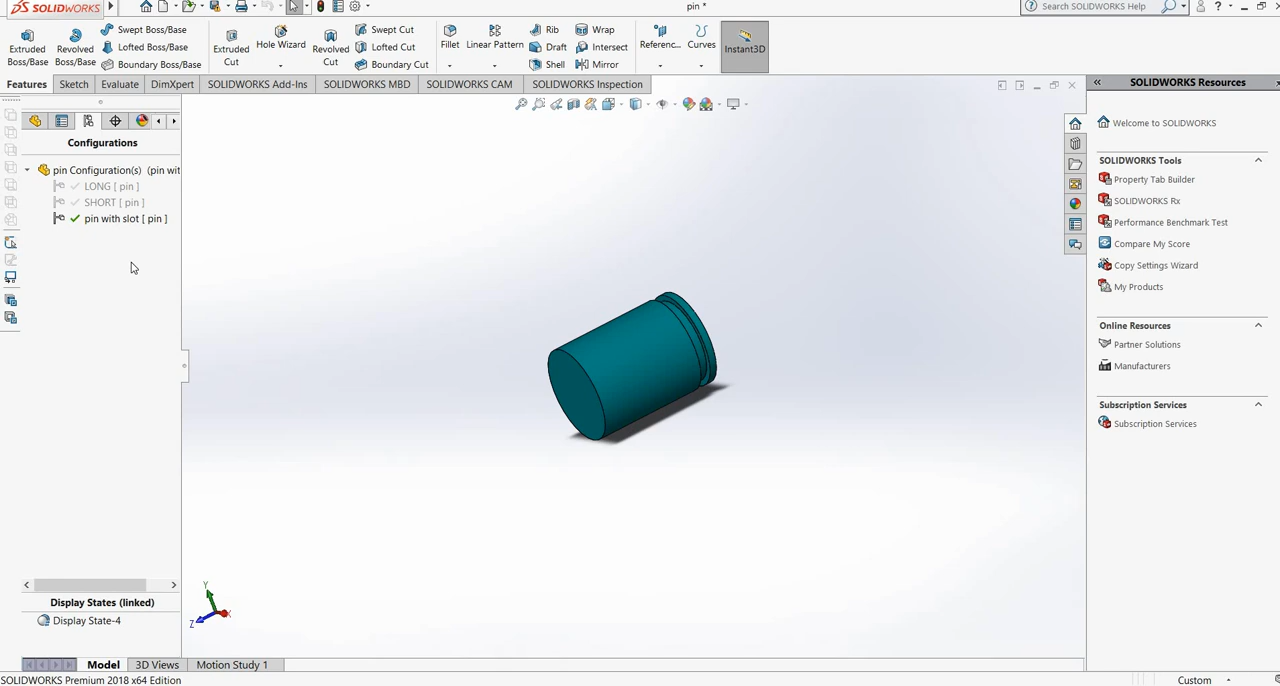 SOLIDWORKS
pin *
Search SOLIDWORKS Help
?
Extruded Boss/Base
Revolved Boss/Base
Swept Boss/Base
Lofted Boss/Base
Boundary Boss/Base
Extruded Cut
Hole Wizard
Revolved Cut
Swept Cut
Lofted Cut
Boundary Cut
Fillet
Linear Pattern
Rib
Draft
Shell
Wrap
Intersect
Mirror
Referenc...
Curves
Instant3D
Features
Sketch
Evaluate
DimXpert
SOLIDWORKS Add-Ins
SOLIDWORKS MBD
SOLIDWORKS CAM
SOLIDWORKS Inspection
Configurations
pin Configuration(s) (pin wit
LONG [ pin ]
SHORT [ pin ]
pin with slot [ pin ]
Display States (linked)
Display State-4
Y
Z
X
SOLIDWORKS Resources
Welcome to SOLIDWORKS
SOLIDWORKS Tools
Property Tab Builder
SOLIDWORKS Rx
Performance Benchmark Test
Compare My Score
Copy Settings Wizard
My Products
Online Resources
Partner Solutions
Manufacturers
Subscription Services
Subscription Services
Model
3D Views
Motion Study 1
SOLIDWORKS Premium 2018 x64 Edition
Custom